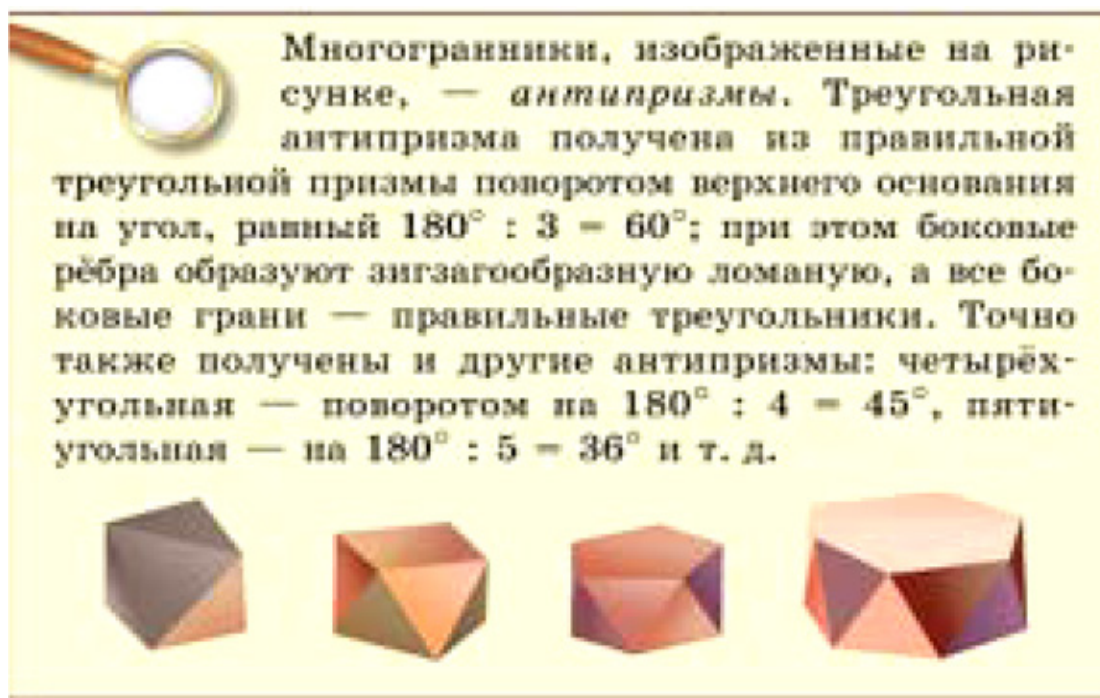 Многогранники, изображенные на ри-
сунке, — антипризмы. Треугольная
антипризма получена из правильной
треугольной призмы поворотом верхнего основания
на угол, равный 180° : 3 = 60°; при этом боковые
рёбра образуют зигзагообразную ломаную, а все бо-
ковые грани — правильные треугольники. Точно
также получены и другие антипризмы: четырёх-
угольная — поворотом на 180° : 4 = 45°, пяти-
угольная — на 180° : 5 = 36° и т. д.